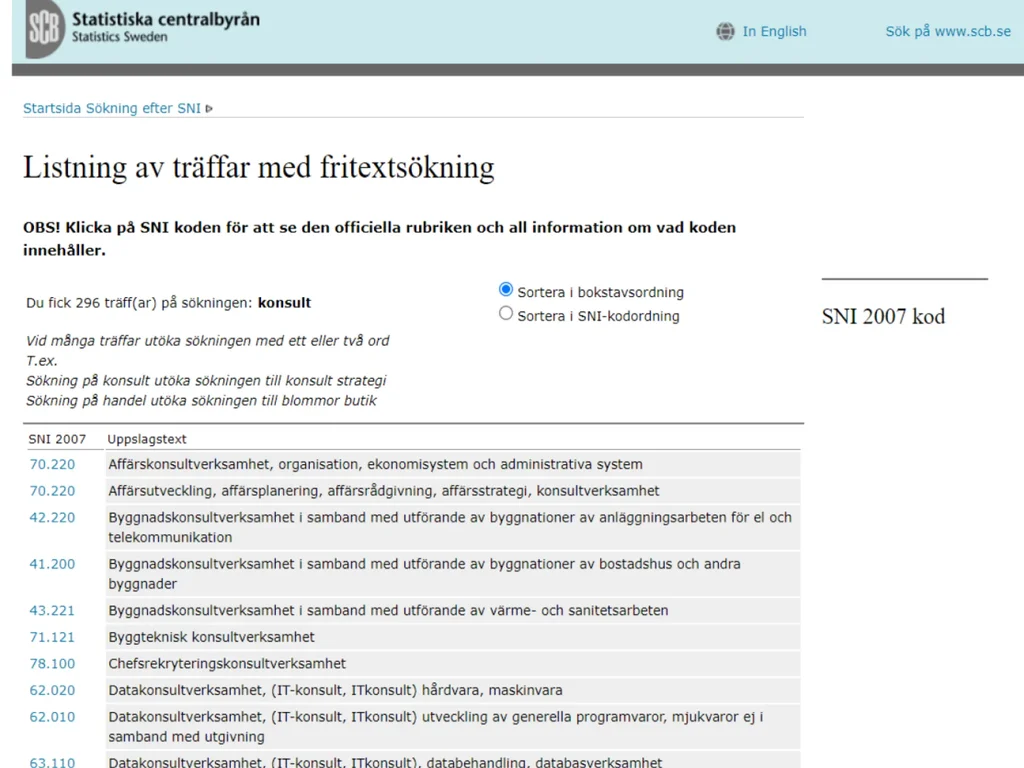 SCB
Statistiska centralbyrån
Statistics Sweden
In English
Sök på www.scb.se
Startsida Sökning efter SNI
Listning av träffar med fritextsökning
OBS! Klicka på SNI koden för att se den officiella rubriken och all information om vad koden
innehåller.
Du fick 296 träff(ar) på sökningen: konsult
Sortera i bokstavsordning
Sortera i SNI-kodordning
SNI 2007 kod
Vid många träffar utöka sökningen med ett eller två ord
T.ex.
Sökning på konsult utöka sökningen till konsult strategi
Sökning på handel utöka sökningen till blommor butik
SNI 2007 Uppslagstext
70.220 Affärskonsultverksamhet, organisation, ekonomisystem och administrativa system
70.220 Affärsutveckling, affärsplanering, affärsrådgivning, affärsstrategi, konsultverksamhet
42.220 Byggnadskonsultverksamhet i samband med utförande av byggnationer av anläggningsarbeten för el och
telekommunikation
41.200 Byggnadskonsultverksamhet i samband med utförande av byggnationer av bostadshus och andra
byggnader
43.221 Byggnadskonsultverksamhet i samband med utförande av värme- och sanitetsarbeten
71.121 Byggteknisk konsultverksamhet
78.100 Chefsrekryteringskonsultverksamhet
62.020 Datakonsultverksamhet, (IT-konsult, ITkonsult) hårdvara, maskinvara
62.010 Datakonsultverksamhet, (IT-konsult, ITkonsult) utveckling av generella programvaror, mjukvaror ej i
samband med utgivning
63.110 Datakonsultverksamhet, (IT-konsult, ITkonsult), databehandling, databasverksamhet